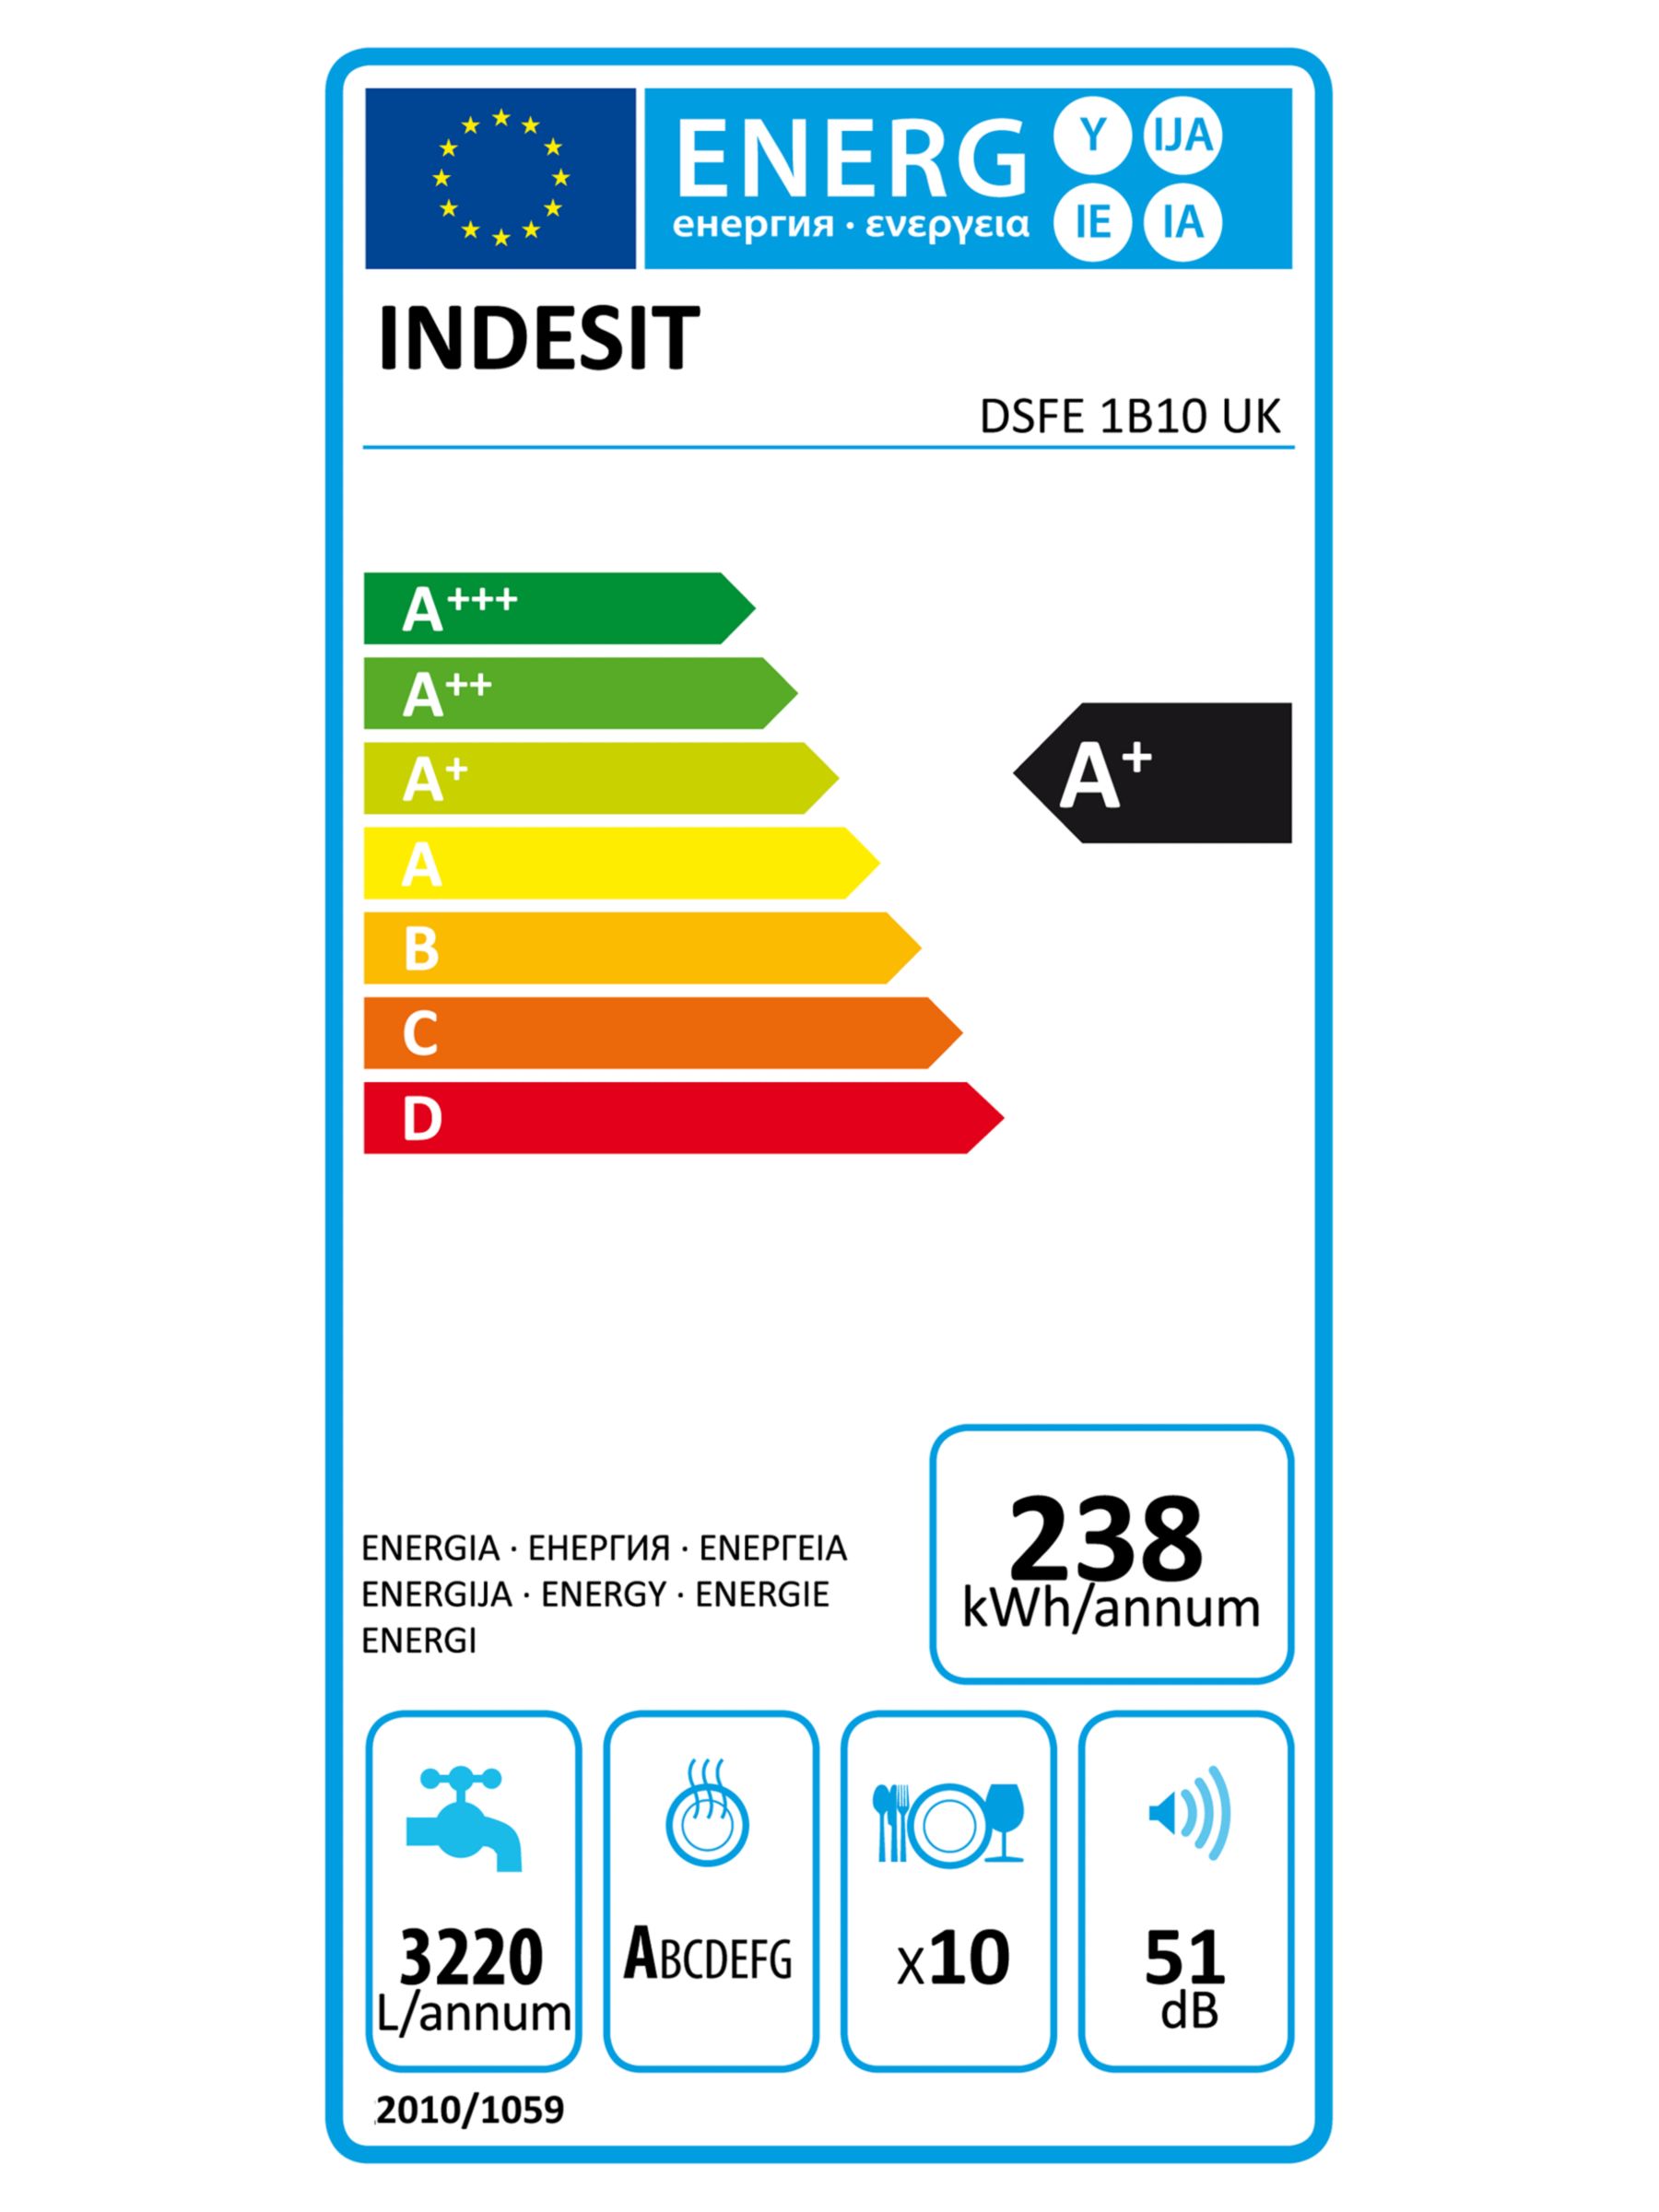 ENERG Y IJA
енергия · ενεργεια IE IA
INDESIT
DSFE 1B10 UK
A+++
A++
A+
A+
A
B
C
D
238
kWh/annum
ENERGIA · ЕНЕРГИЯ · ΕΝΕΡΓΕΙΑ
ENERGIJA · ENERGY · ENERGIE
ENERGI
3220
L/annum
ABCDEFG
x10
51
dB
2010/1059